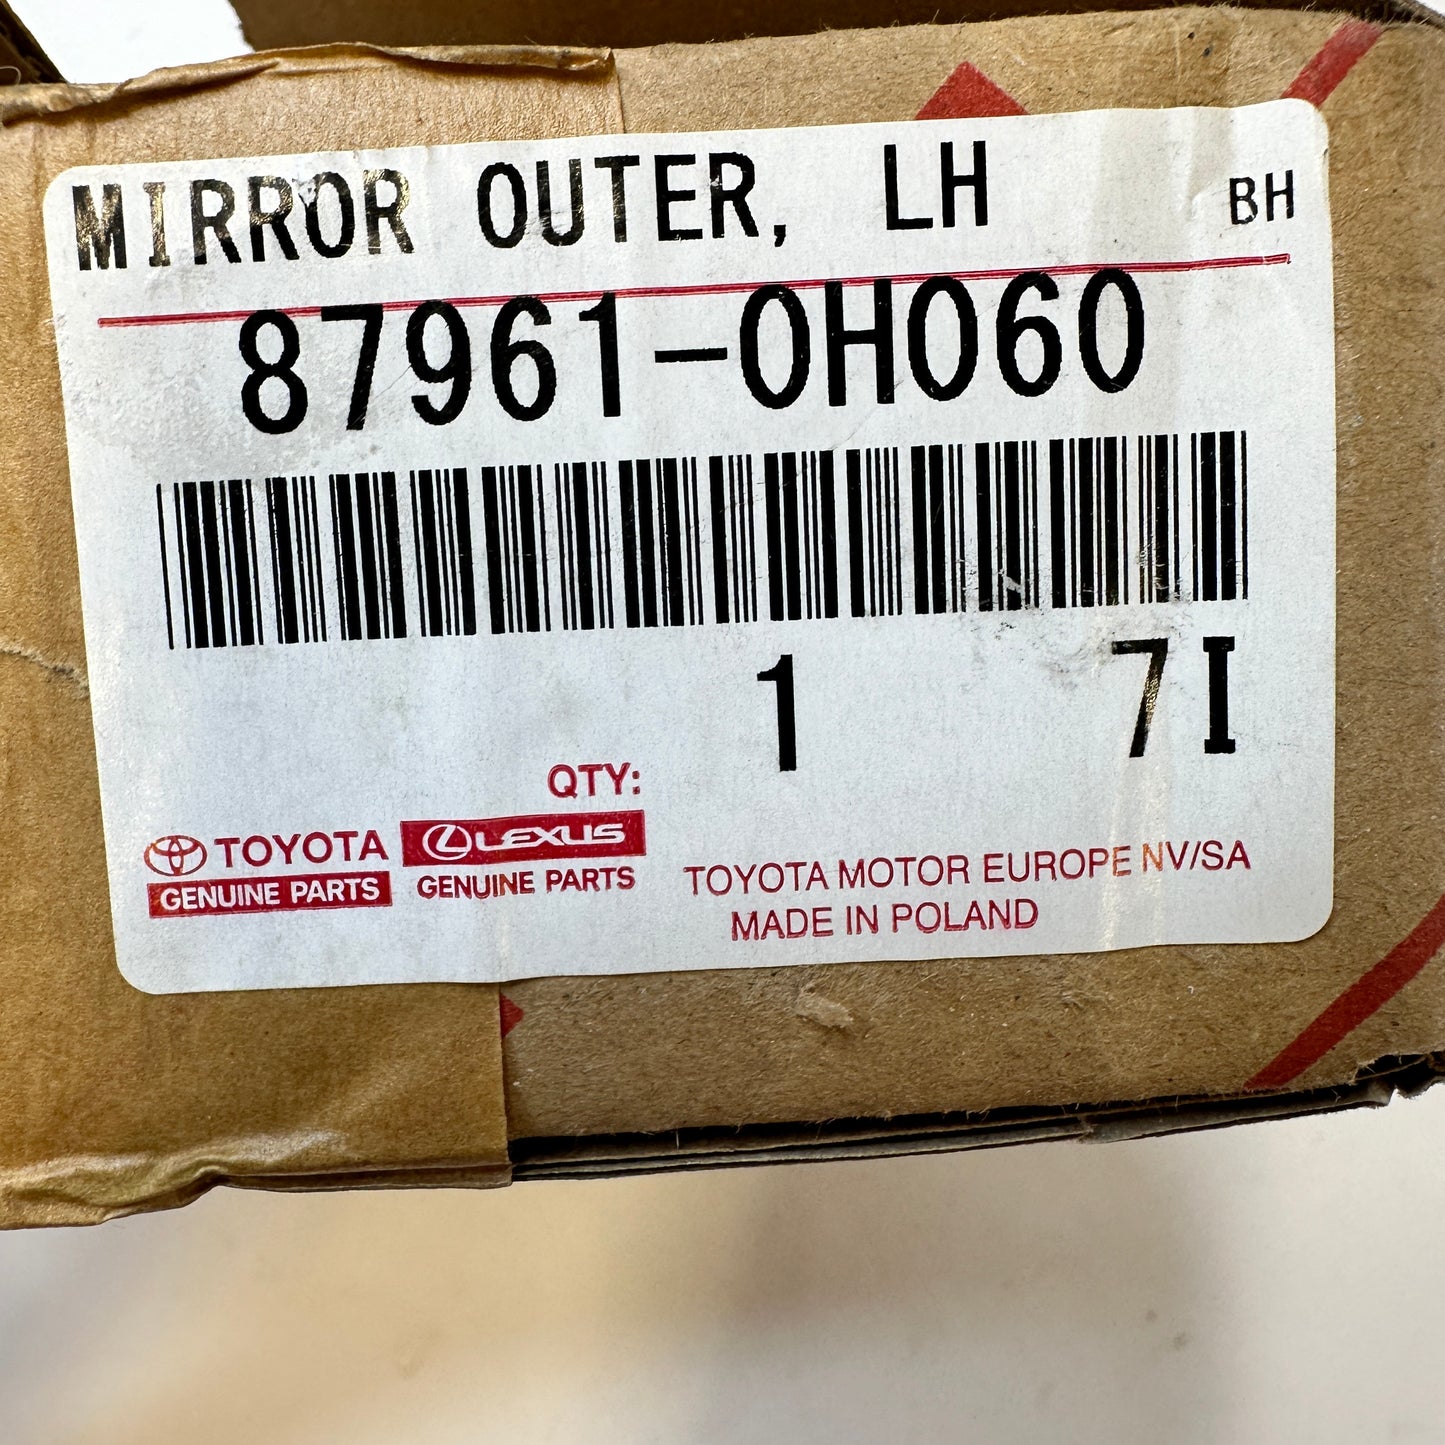 MIRROR OUTER, LH BH
87961-0H060
1 7I
QTY:
TOYOTA LEXUS
GENUINE PARTS GENUINE PARTS
TOYOTA MOTOR EUROPE NV/SA
MADE IN POLAND